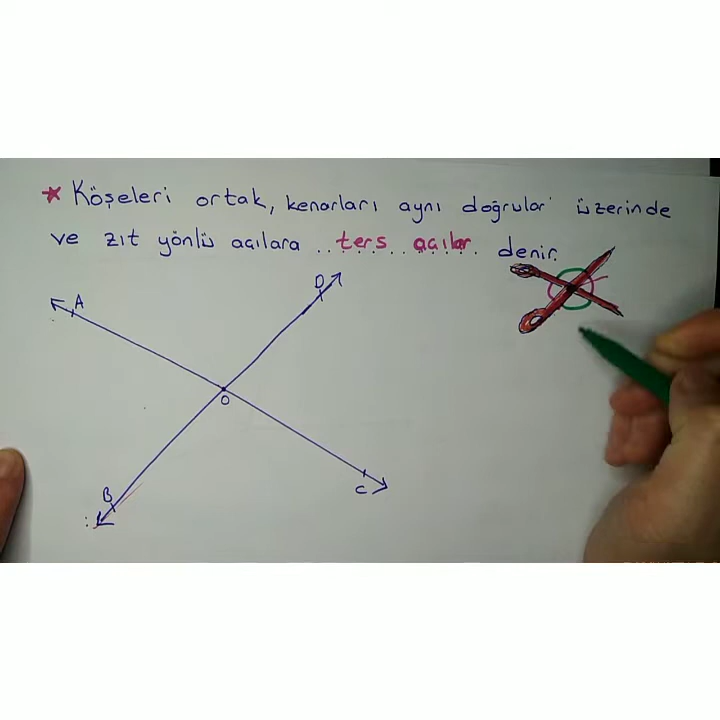 * Köşeleri ortak, kenarları aynı doğrular üzerinde
ve zıt yönlü açılara ..ters..açılar.. denir.
D
A
O
B
C